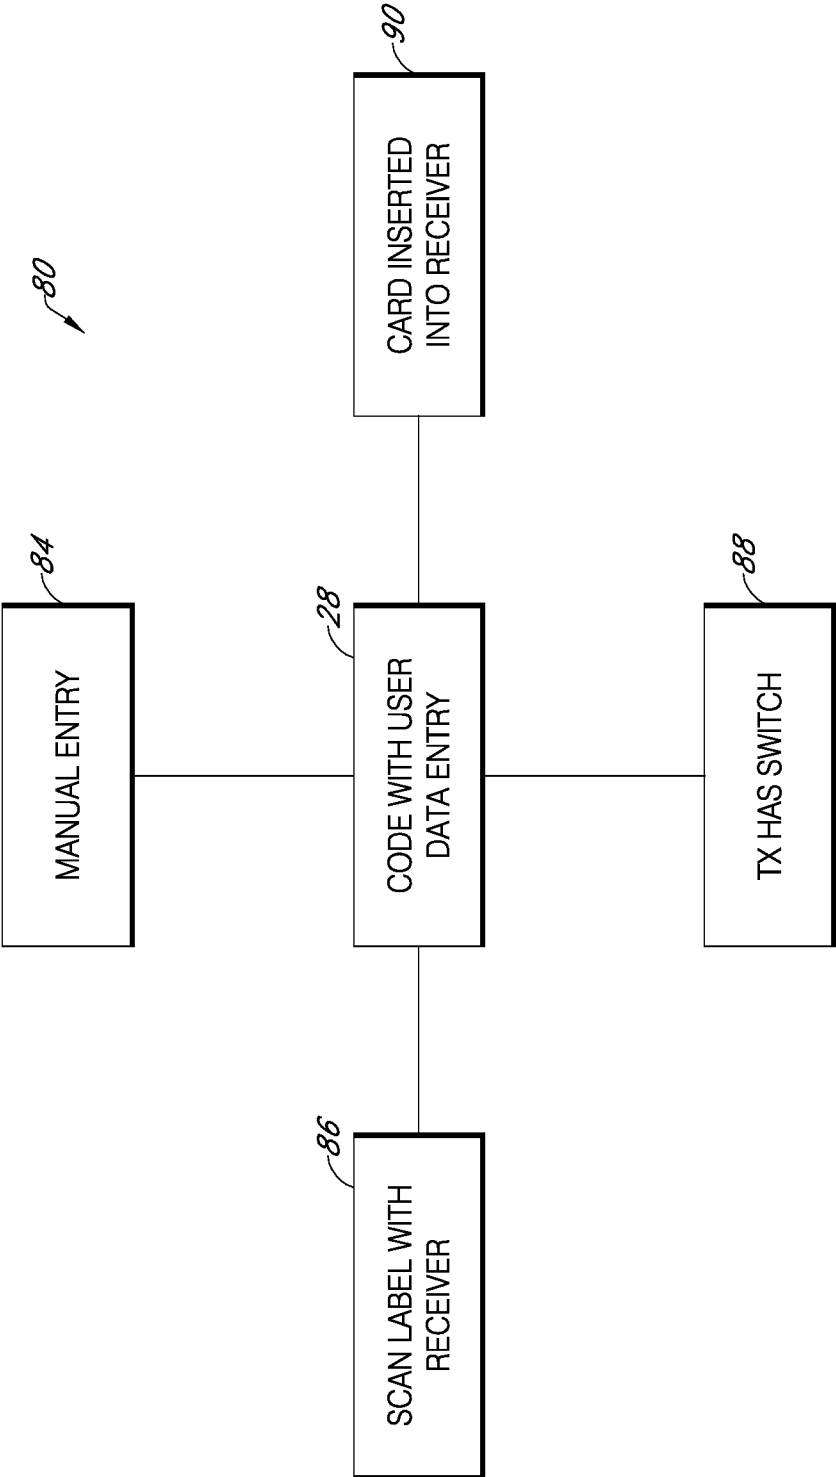 80
84
MANUAL ENTRY
86
SCAN LABEL WITH
RECEIVER
28
CODE WITH USER
DATA ENTRY
90
CARD INSERTED
INTO RECEIVER
88
TX HAS SWITCH